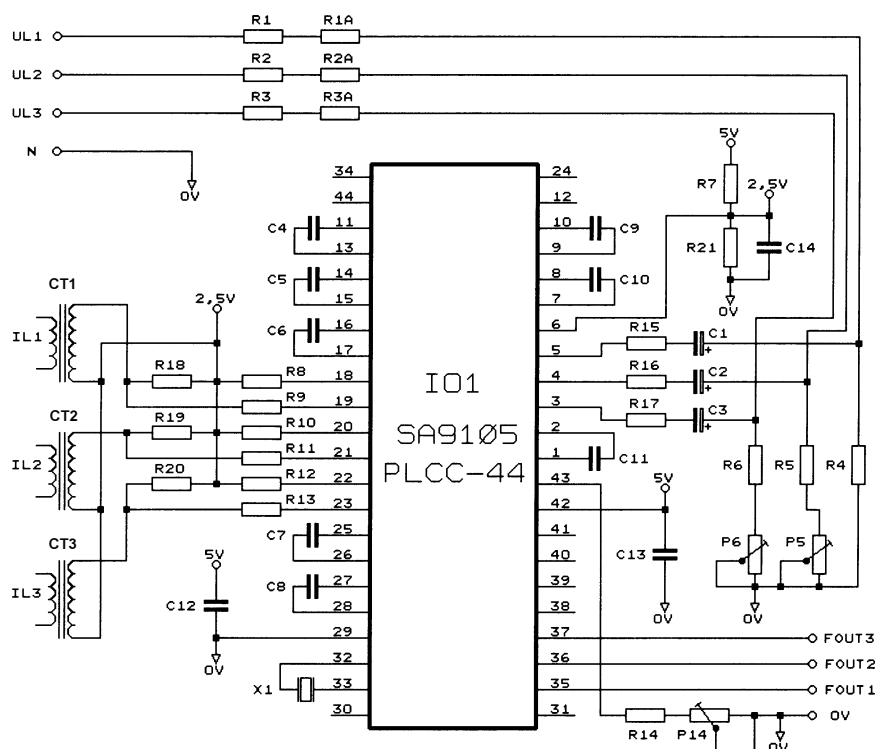 R1 R1A
UL1
R2 R2A
UL2
R3 R3A
UL3
N
0V
5V
R7
2,5V
R21
C14
0V
34
44
C4
11
13
C5
14
15
C6
16
17
18
19
20
21
22
23
C7
25
26
C8
27
28
29
32
X1
33
30
24
12
10
C9
9
8
C10
7
6
5
4
3
2
1
C11
43
42
41
40
39
38
37
36
35
31
IO1
SA9105
PLCC-44
CT1
2,5V
IL1
R18
R8
R9
CT2
R19
R10
IL2
R11
R20
R12
R13
CT3
IL3
5V
C12
0V
R15 C1
R16 C2
R17 C3
R6
R5
R4
5V
C13
0V
P6
P5
0V
FOUT3
FOUT2
FOUT1
0V
R14
P14
0V